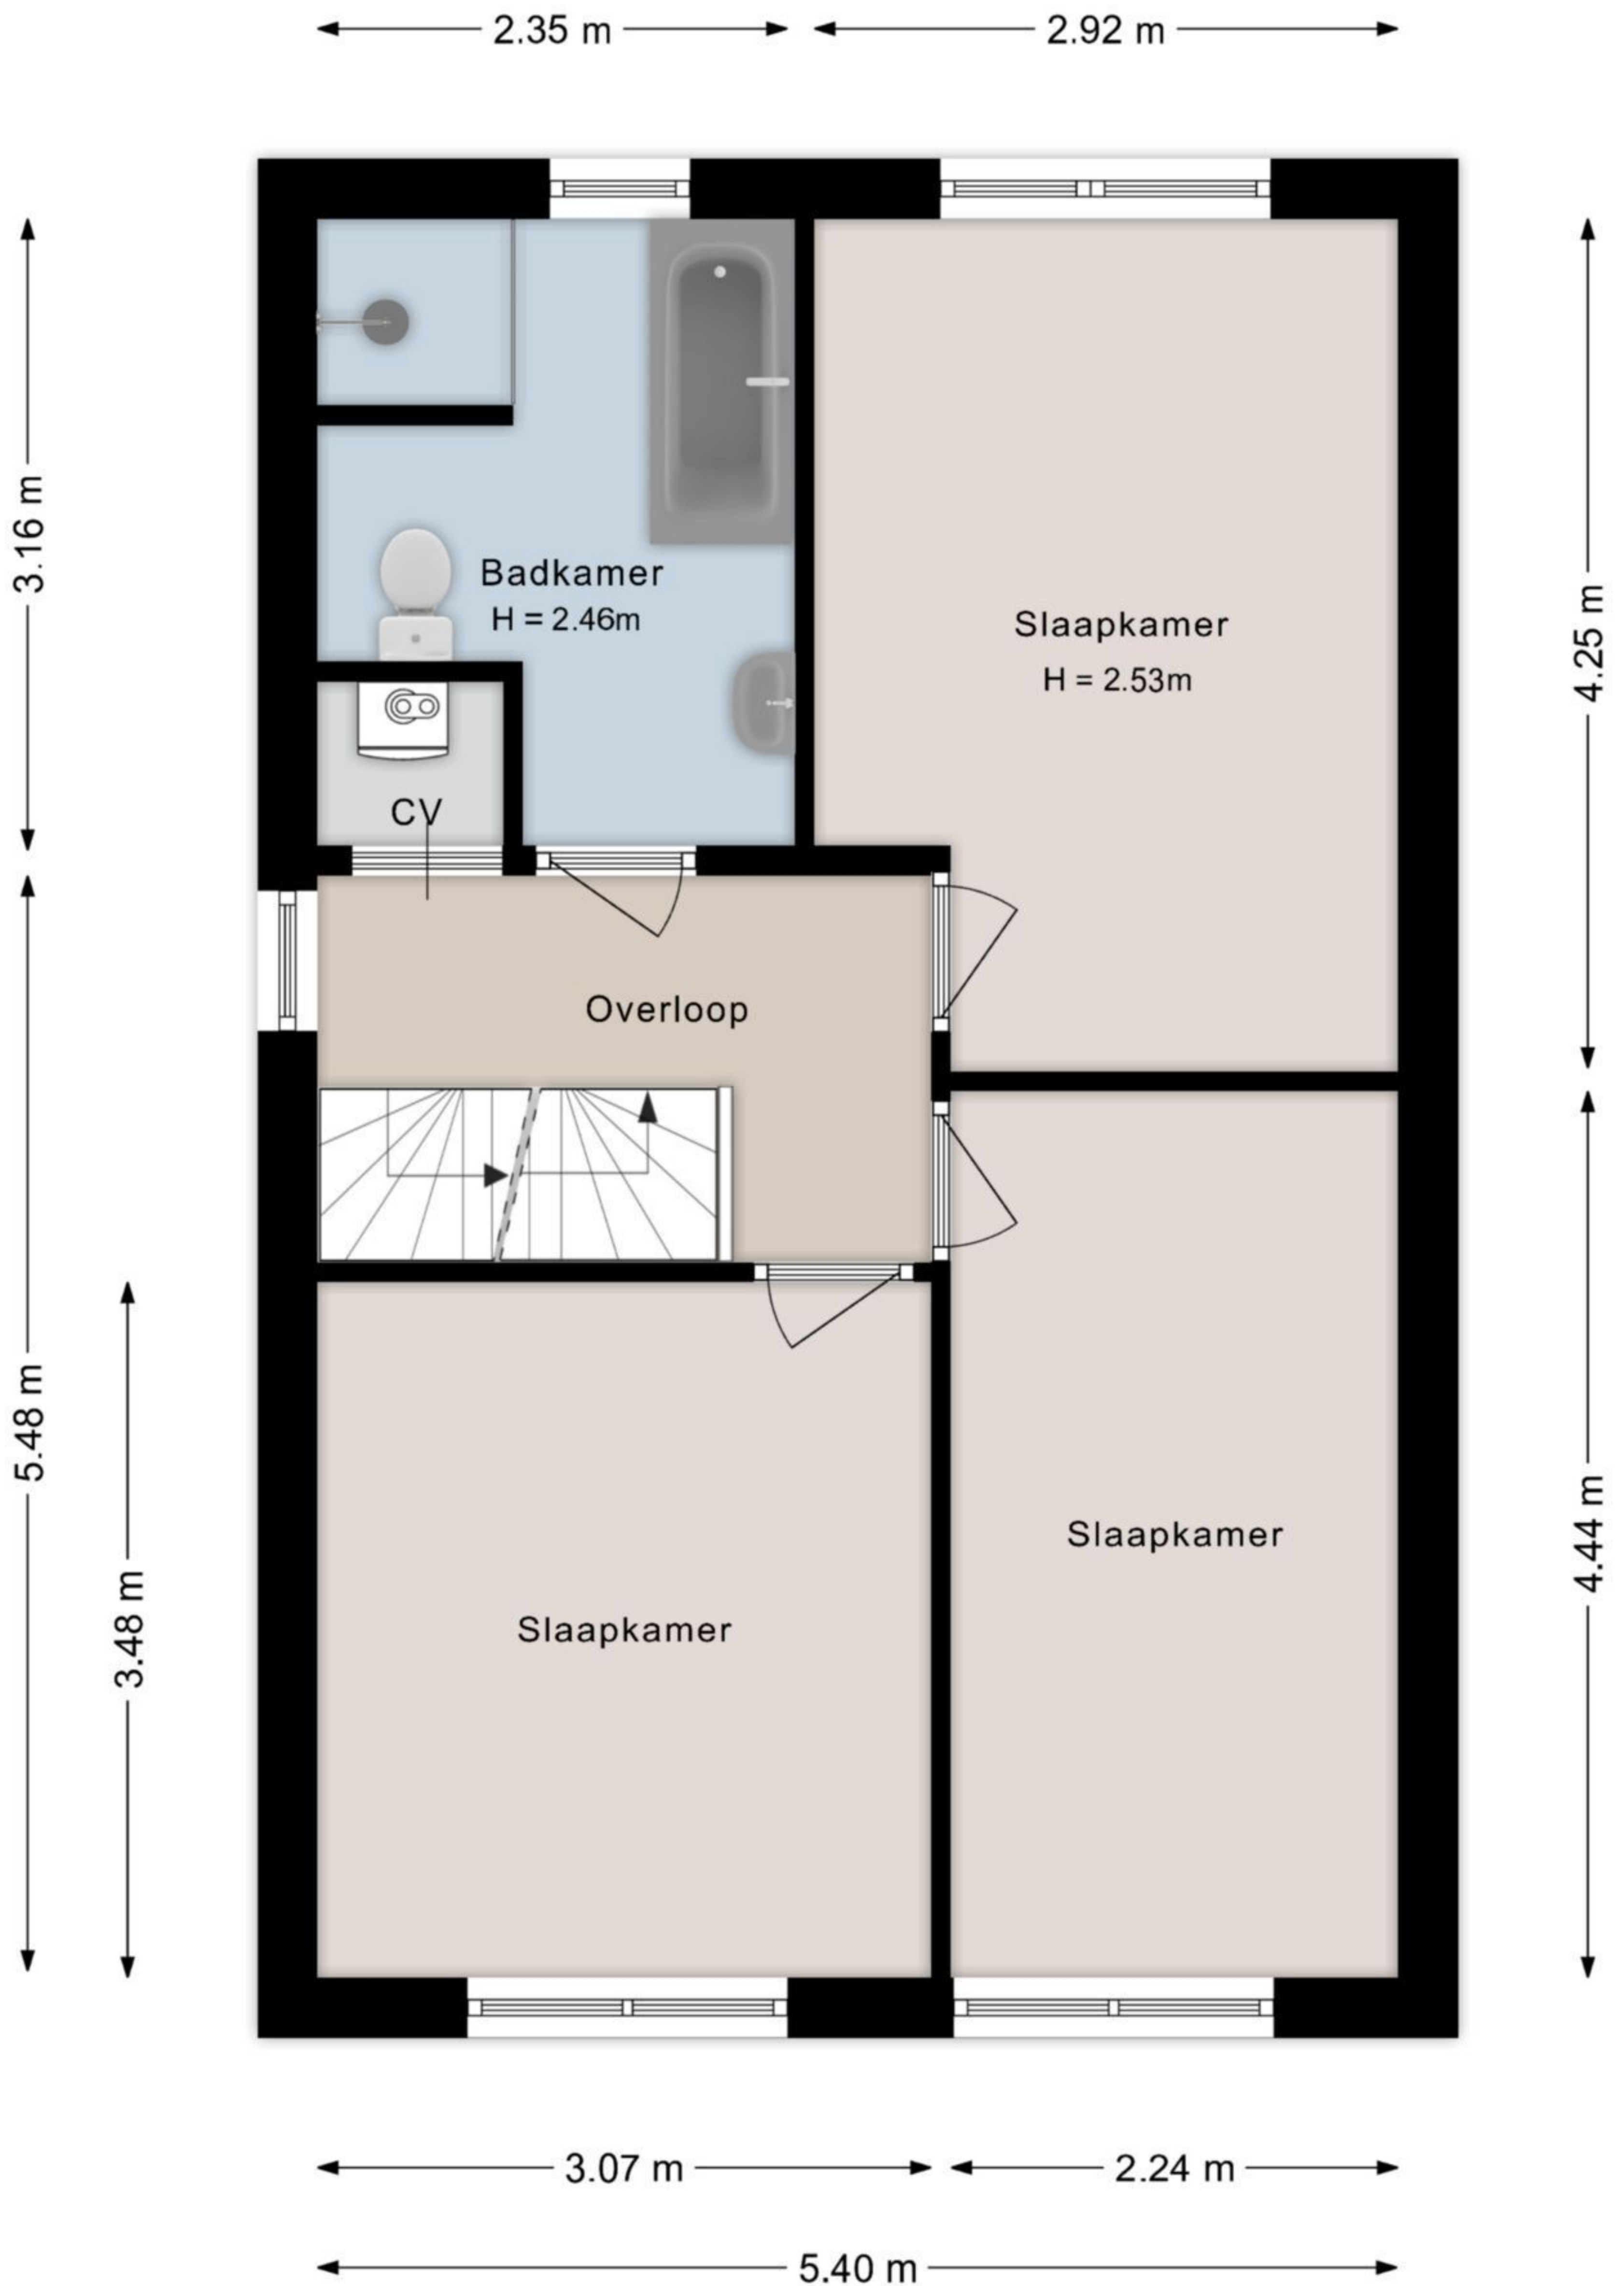 2.35 m
2.92 m
3.16 m
4.25 m
Badkamer
H = 2.46m
Slaapkamer
H = 2.53m
CV
Overloop
5.48 m
3.48 m
4.44 m
Slaapkamer
Slaapkamer
3.07 m
2.24 m
5.40 m